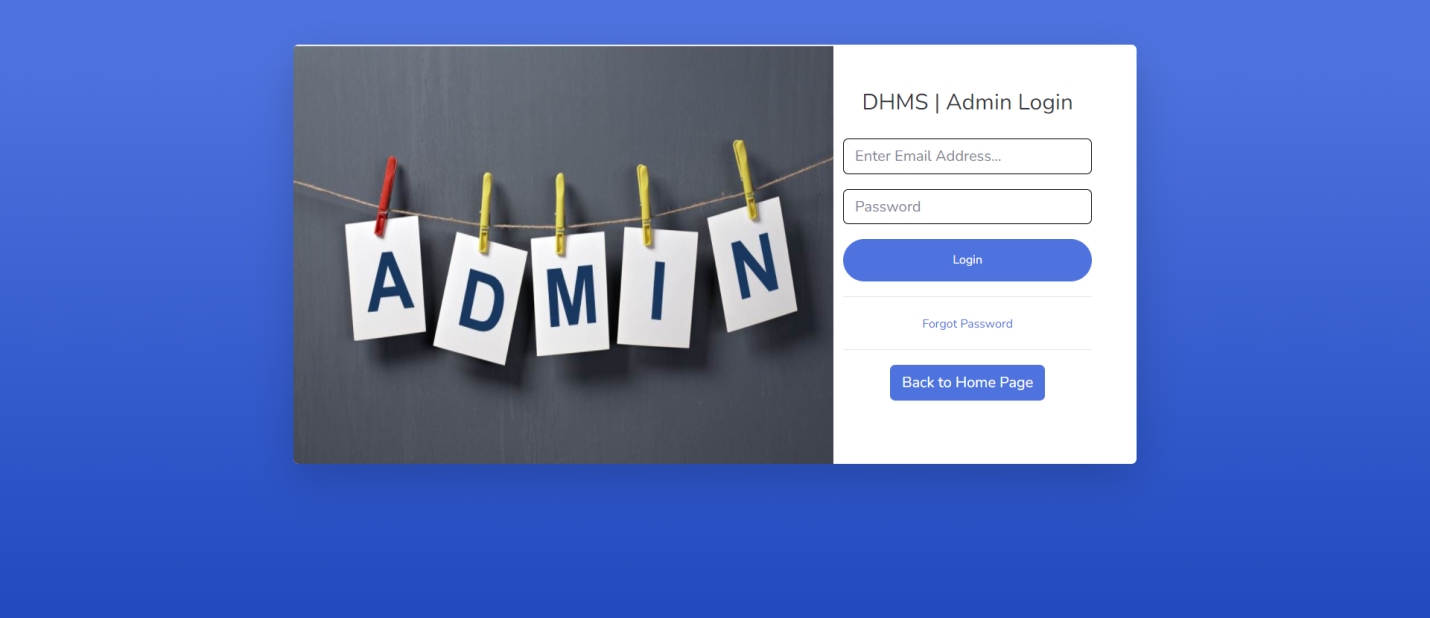 ADMIN
DHMS | Admin Login
Enter Email Address...
Password
Login
Forgot Password
Back to Home Page